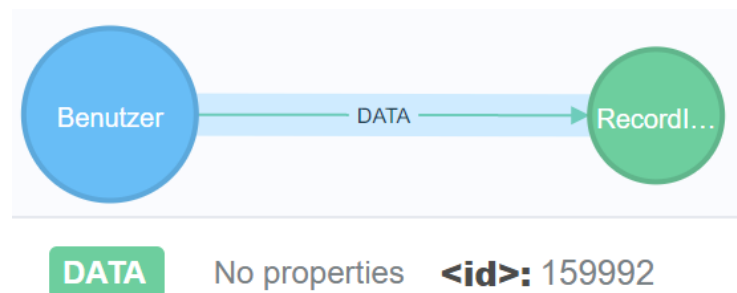 Benutzer DATA RecordI...
DATA No properties <id>: 159992